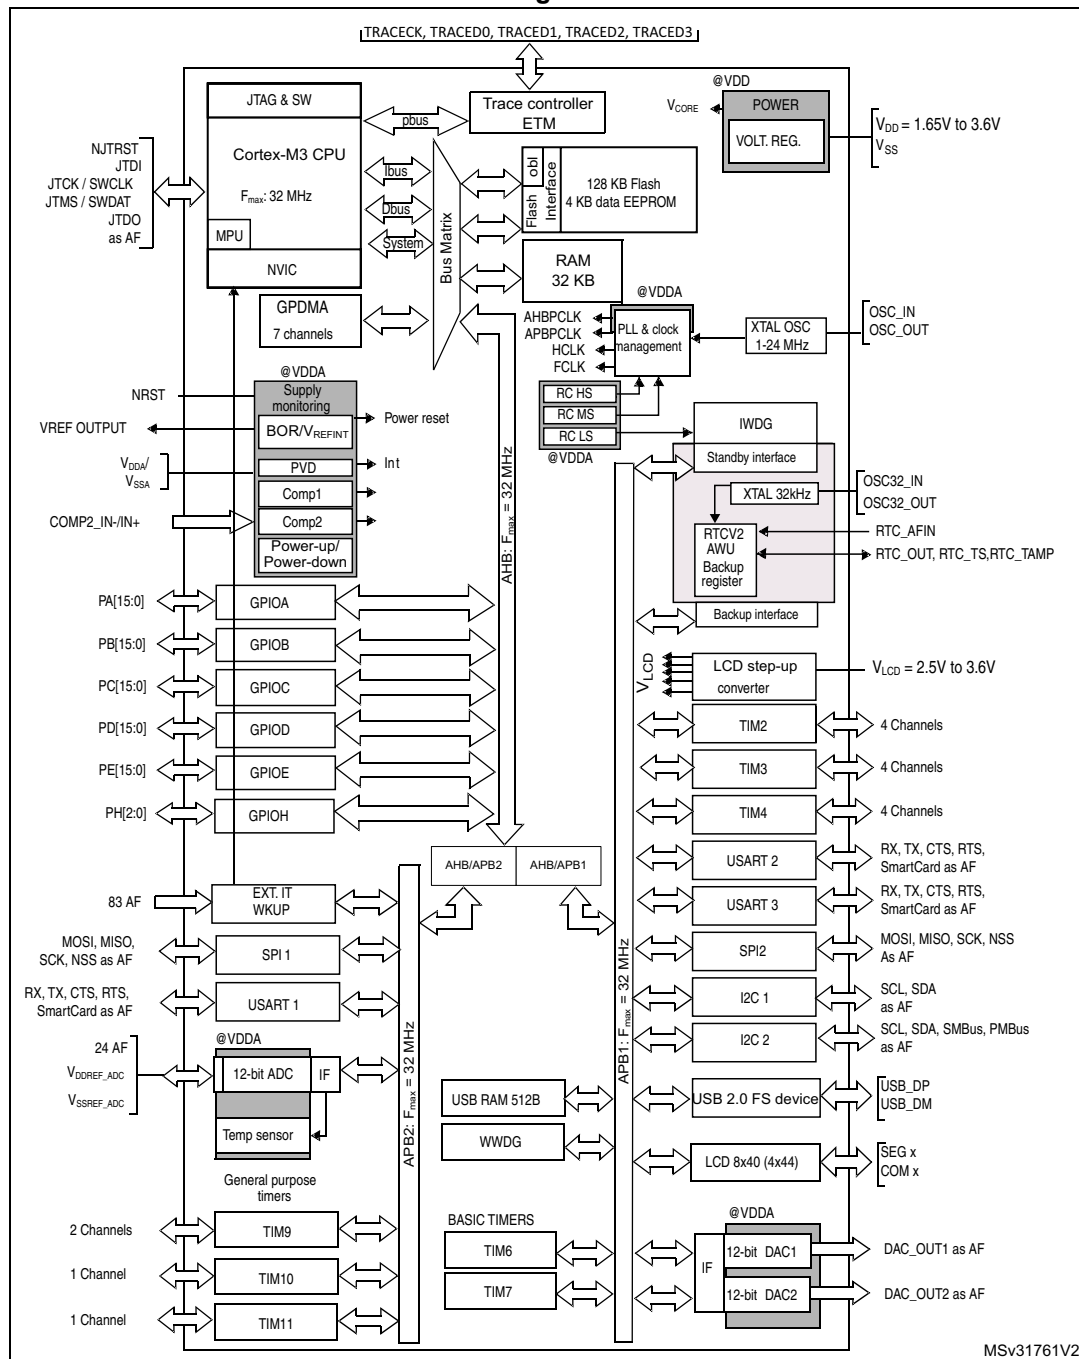 TRACECK, TRACED0, TRACED1, TRACED2, TRACED3
JTAG & SW
Cortex-M3 CPU
Fmax: 32 MHz
MPU
NVIC
NJTRST
JTDI
JTCK / SWCLK
JTMS / SWDAT
JTDO
as AF
pbus
Ibus
Dbus
System
Trace controller
ETM
Bus Matrix
obl
Flash
Interface
128 KB Flash
4 KB data EEPROM
RAM
32 KB
@VDD
VCORE
POWER
VOLT. REG.
VDD = 1.65V to 3.6V
VSS
GPDMA
7 channels
@VDDA
AHBPCLK
APBPCLK
HCLK
FCLK
PLL & clock
management
XTAL OSC
1-24 MHz
OSC_IN
OSC_OUT
RC HS
RC MS
RC LS
@VDDA
@VDDA
Supply
monitoring
NRST
VREF OUTPUT
BOR/VREFINT
Power reset
VDDA/
VSSA
PVD
Int
Comp1
COMP2_IN-/IN+
Comp2
Power-up/
Power-down
IWDG
Standby interface
XTAL 32kHz
OSC32_IN
OSC32_OUT
RTCV2
AWU
Backup
register
RTC_AFIN
RTC_OUT, RTC_TS,RTC_TAMP
Backup interface
AHB: Fmax = 32 MHz
PA[15:0]
GPIOA
PB[15:0]
GPIOB
PC[15:0]
GPIOC
PD[15:0]
GPIOD
PE[15:0]
GPIOE
PH[2:0]
GPIOH
VLCD
LCD step-up
converter
VLCD = 2.5V to 3.6V
TIM2
4 Channels
TIM3
4 Channels
TIM4
4 Channels
AHB/APB2
AHB/APB1
USART 2
RX, TX, CTS, RTS,
SmartCard as AF
USART 3
RX, TX, CTS, RTS,
SmartCard as AF
83 AF
EXT. IT
WKUP
MOSI, MISO,
SCK, NSS as AF
SPI 1
RX, TX, CTS, RTS,
SmartCard as AF
USART 1
SPI2
MOSI, MISO, SCK, NSS
As AF
I2C 1
SCL, SDA
as AF
I2C 2
SCL, SDA, SMBus, PMBus
as AF
APB2: Fmax = 32 MHz
APB1: Fmax = 32 MHz
@VDDA
24 AF
VDDREF_ADC
VSSREF_ADC
12-bit ADC
IF
Temp sensor
USB RAM 512B
WWDG
USB 2.0 FS device
USB_DP
USB_DM
LCD 8x40 (4x44)
SEG x
COM x
General purpose
timers
2 Channels
TIM9
1 Channel
TIM10
1 Channel
TIM11
BASIC TIMERS
TIM6
TIM7
@VDDA
IF
12-bit DAC1
DAC_OUT1 as AF
12-bit DAC2
DAC_OUT2 as AF
MSv31761V2